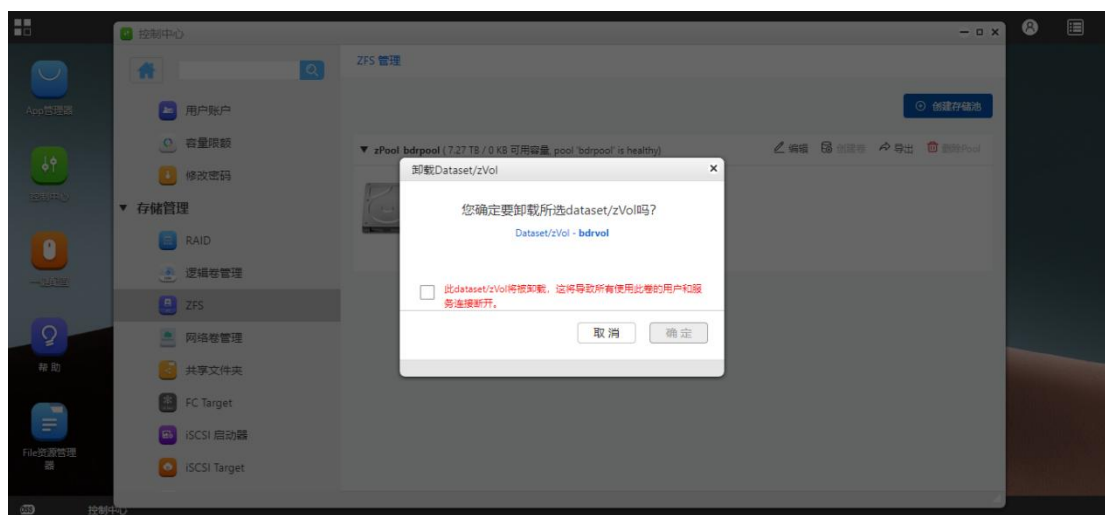 控制中心
App管理器
控制中心
帮 助
File资源管理
器
用户账户
容量限额
修改密码
▼ 存储管理
RAID
逻辑卷管理
ZFS
网络卷管理
共享文件夹
FC Target
iSCSI 启动器
iSCSI Target
ZFS 管理
创建存储池
▼ zPool bdrpool ( 7.27 TB / 0 KB 可用容量, pool 'bdrpool' is healthy)
编辑 创建卷 导出 删除Pool
卸载Dataset/zVol
您确定要卸载所选dataset/zVol吗?
Dataset/zVol - bdrvol
此dataset/zVol将被卸载，这将导致所有使用此卷的用户和服
务连接断开。
取 消 确 定
控制中心